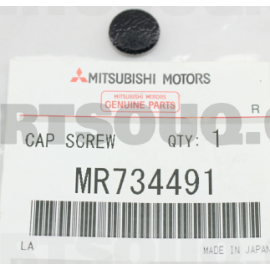 MITSUBISHI MOTORS
MITSUBISHI MOTORS
GENUINE PARTS
R
CAP SCREW QTY: 1
MR734491
LA MADE IN JAPAN